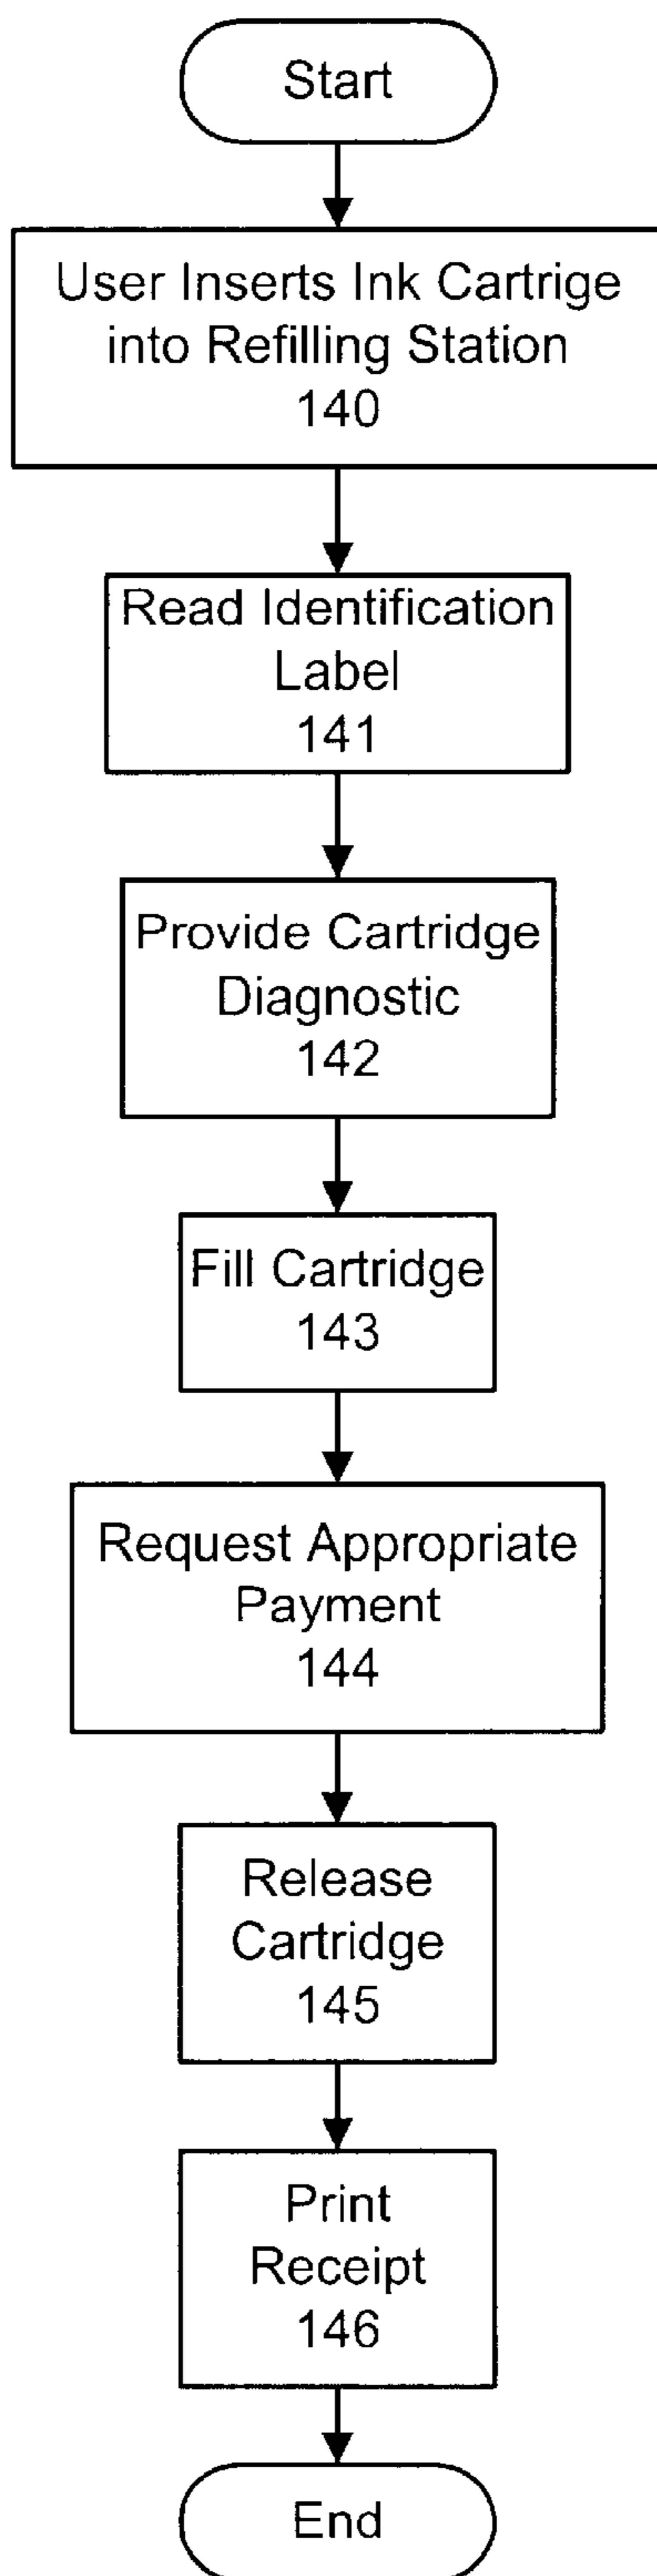 Start
User Inserts Ink Cartrige
into Refilling Station
140
Read Identification
Label
141
Provide Cartridge
Diagnostic
142
Fill Cartridge
143
Request Appropriate
Payment
144
Release
Cartridge
145
Print
Receipt
146
End